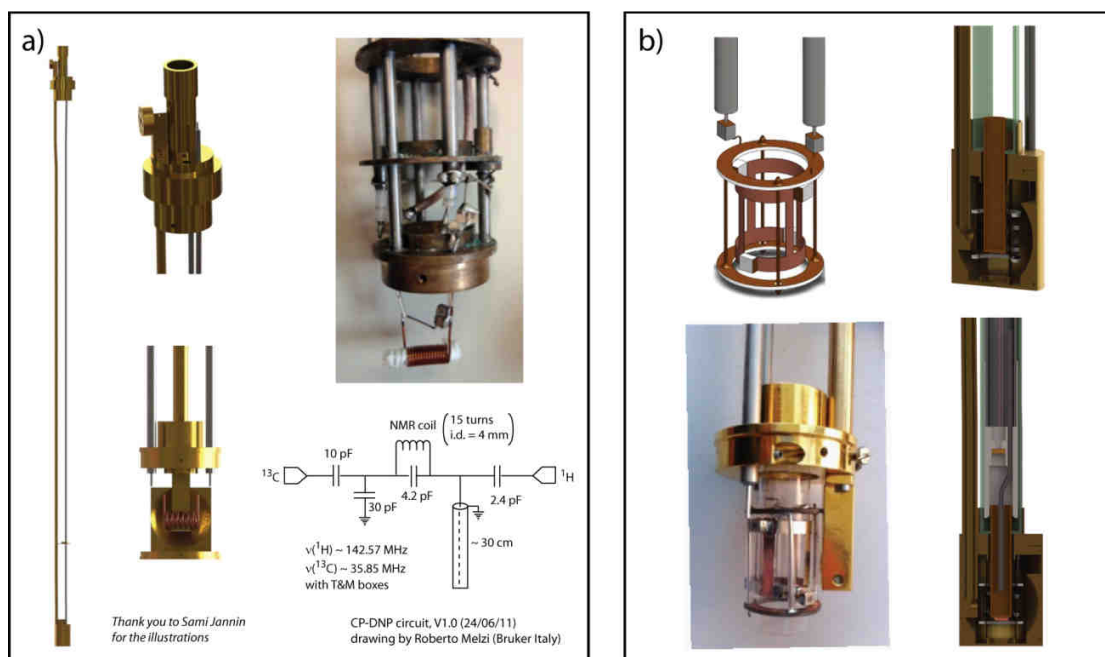 a)
b)
NMR coil (15 turns
i.d. = 4 mm)
10 pF
¹³C
¹H
4.2 pF
2.4 pF
30 pF
~ 30 cm
ν(¹H) ~ 142.57 MHz
ν(¹³C) ~ 35.85 MHz
with T&M boxes
Thank you to Sami Jannin
for the illustrations
CP-DNP circuit, V1.0 (24/06/11)
drawing by Roberto Melzi (Bruker Italy)